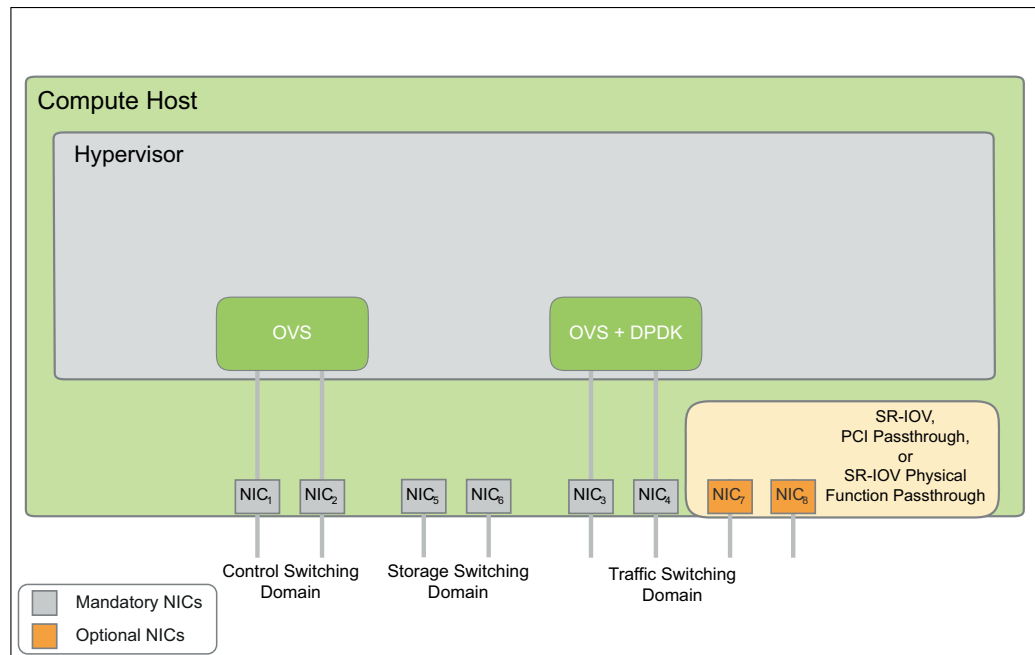 Compute Host
Hypervisor
OVS
OVS + DPDK
SR-IOV,
PCI Passthrough,
or
SR-IOV Physical
Function Passthrough
NIC1
NIC2
NIC5
NIC6
NIC3
NIC4
NIC7
NIC8
Control Switching
Domain
Storage Switching
Domain
Traffic Switching
Domain
Mandatory NICs
Optional NICs